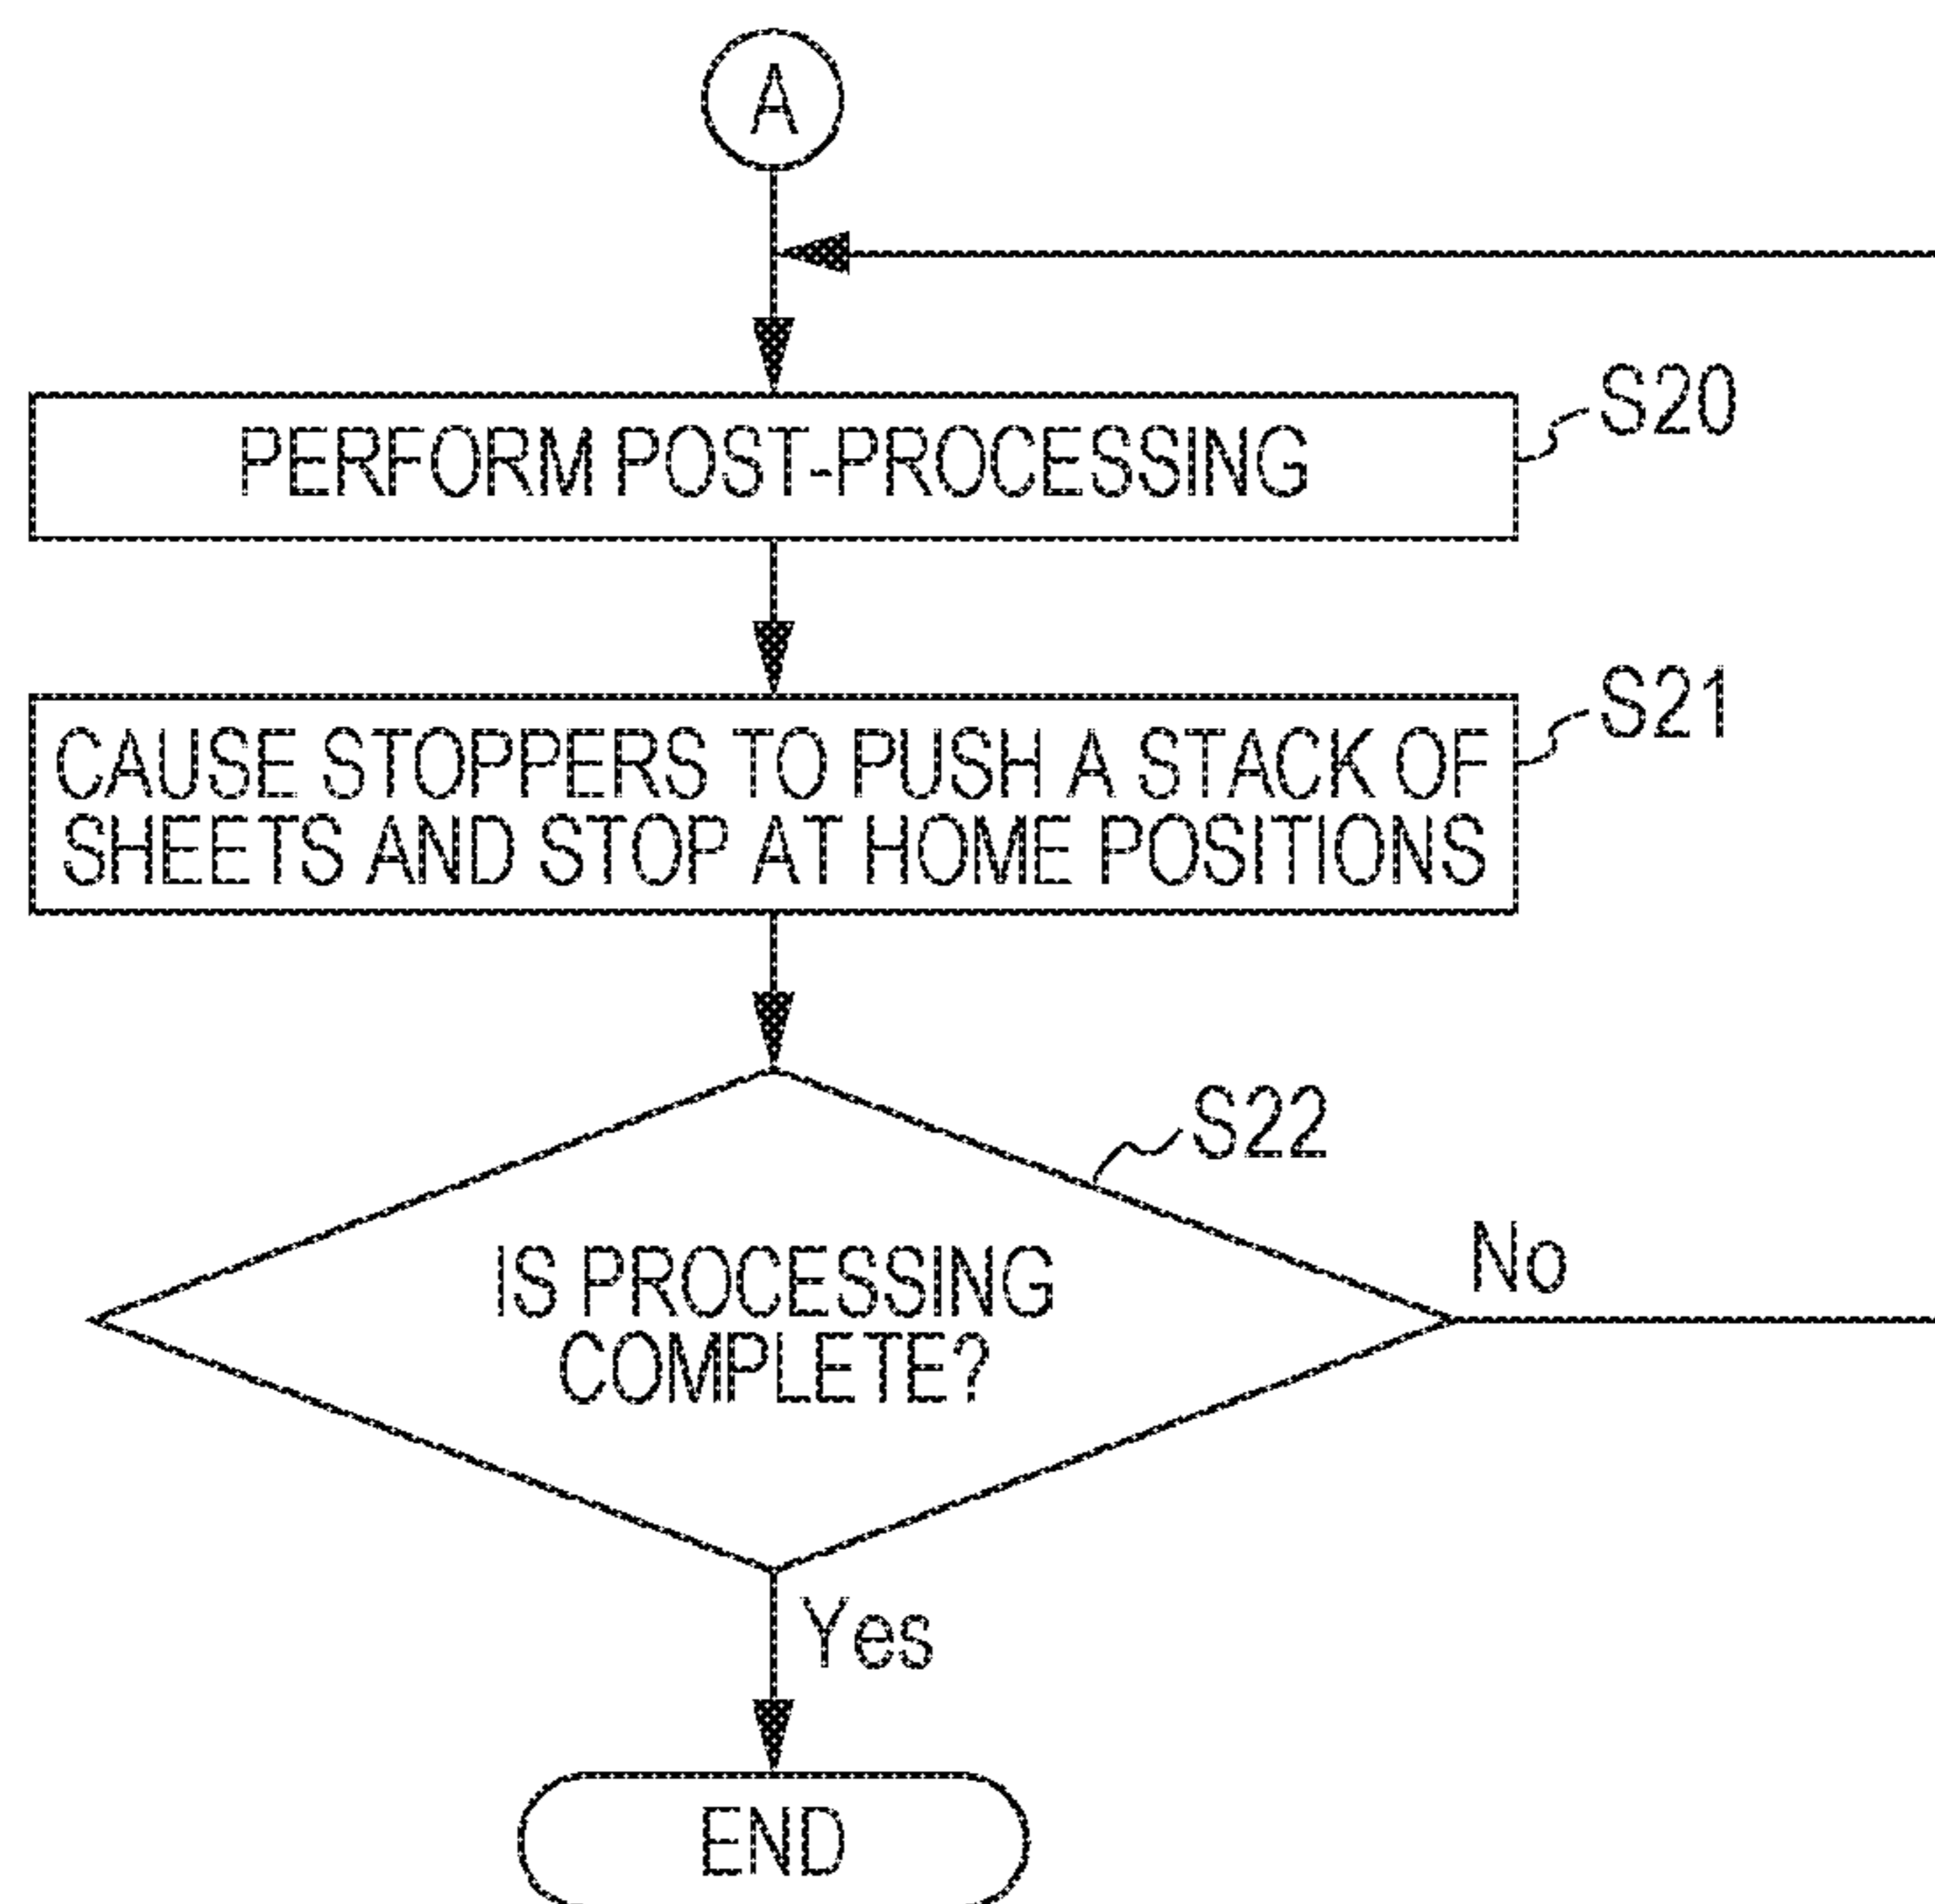 A
PERFORM POST-PROCESSING
S20
CAUSE STOPPERS TO PUSH A STACK OF
SHEETS AND STOP AT HOME POSITIONS
S21
S22
IS PROCESSING
COMPLETE?
No
Yes
END